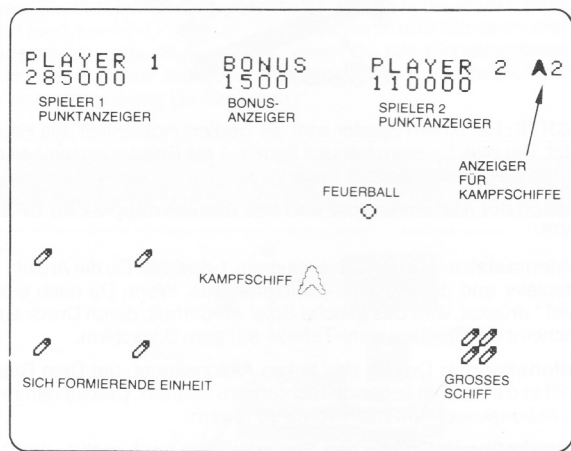 PLAYER 1 BONUS PLAYER 2 A2
285000 1500 110000
SPIELER 1
PUNKTANZEIGER
BONUS-
ANZEIGER
SPIELER 2
PUNKTANZEIGER
ANZEIGER
FÜR
KAMPFSCHIFFE
FEUERBALL
KAMPFSCHIFF
SICH FORMIERENDE EINHEIT
GROSSES
SCHIFF